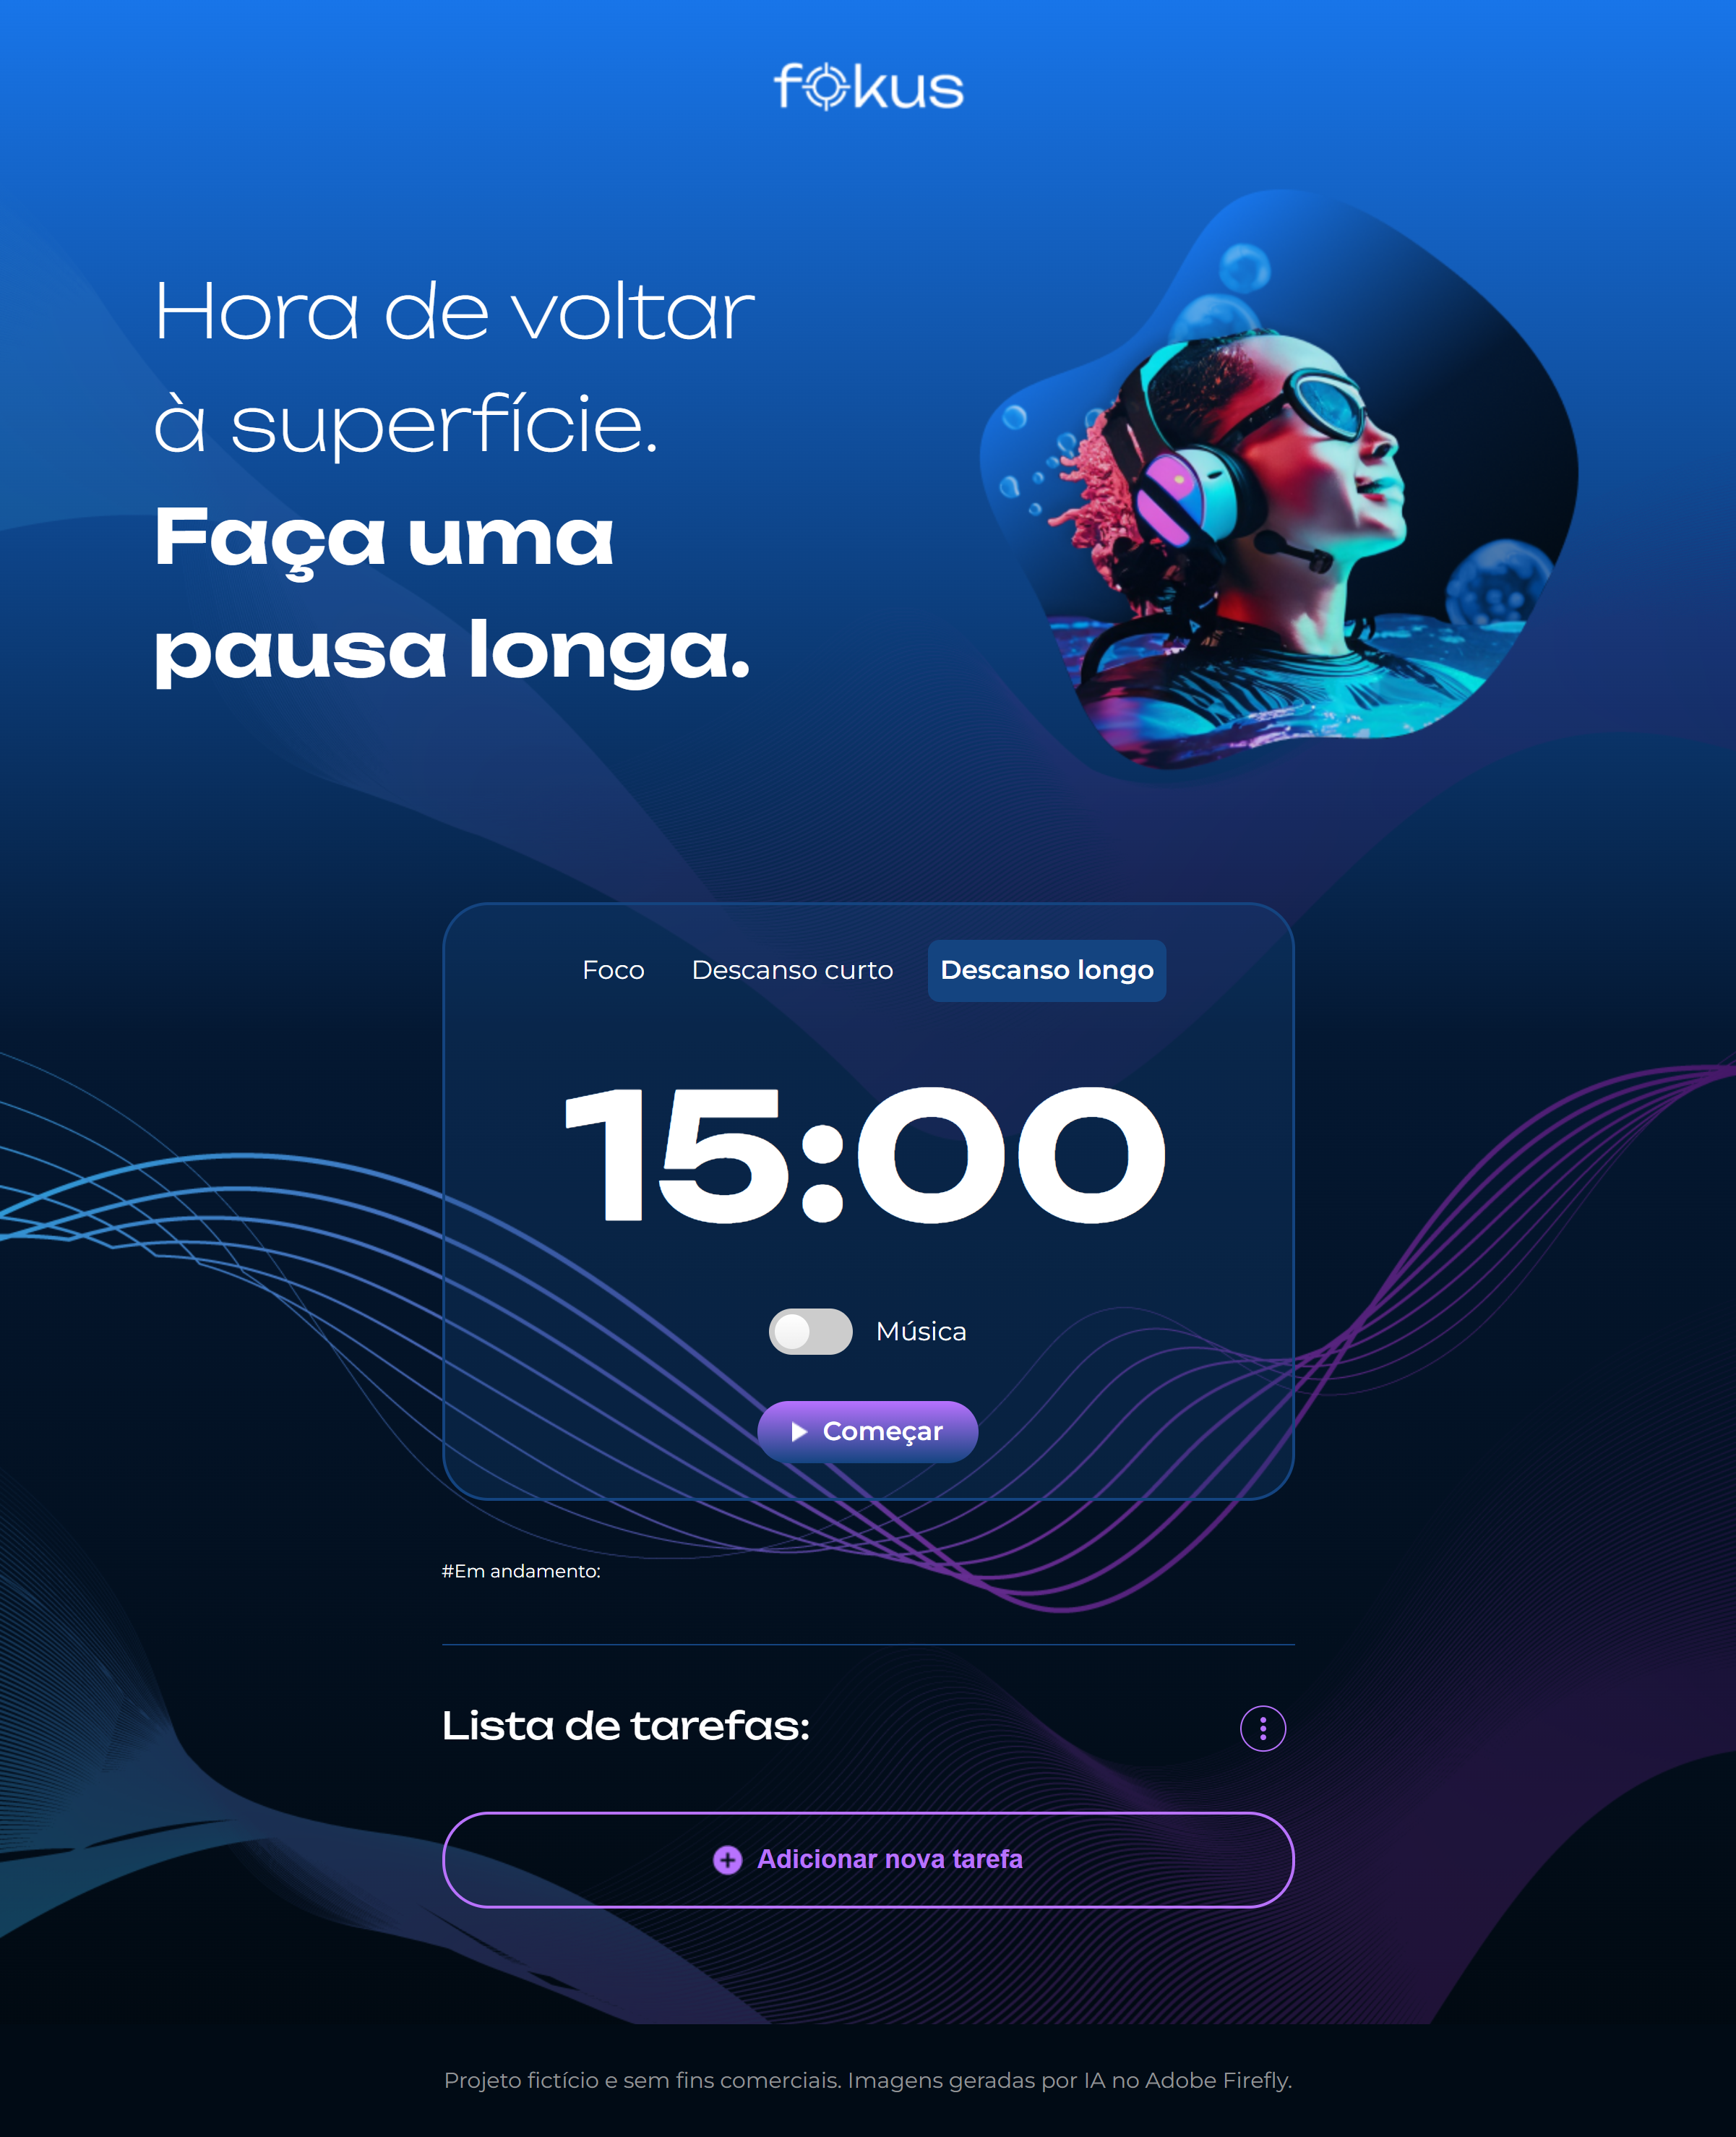 fokus
Hora de voltar
à superfície.
Faça uma
pausa longa.
Foco Descanso curto Descanso longo
15:00
Música
Começar
#Em andamento:
Lista de tarefas:
Adicionar nova tarefa
Projeto fictício e sem fins comerciais. Imagens geradas por IA no Adobe Firefly.